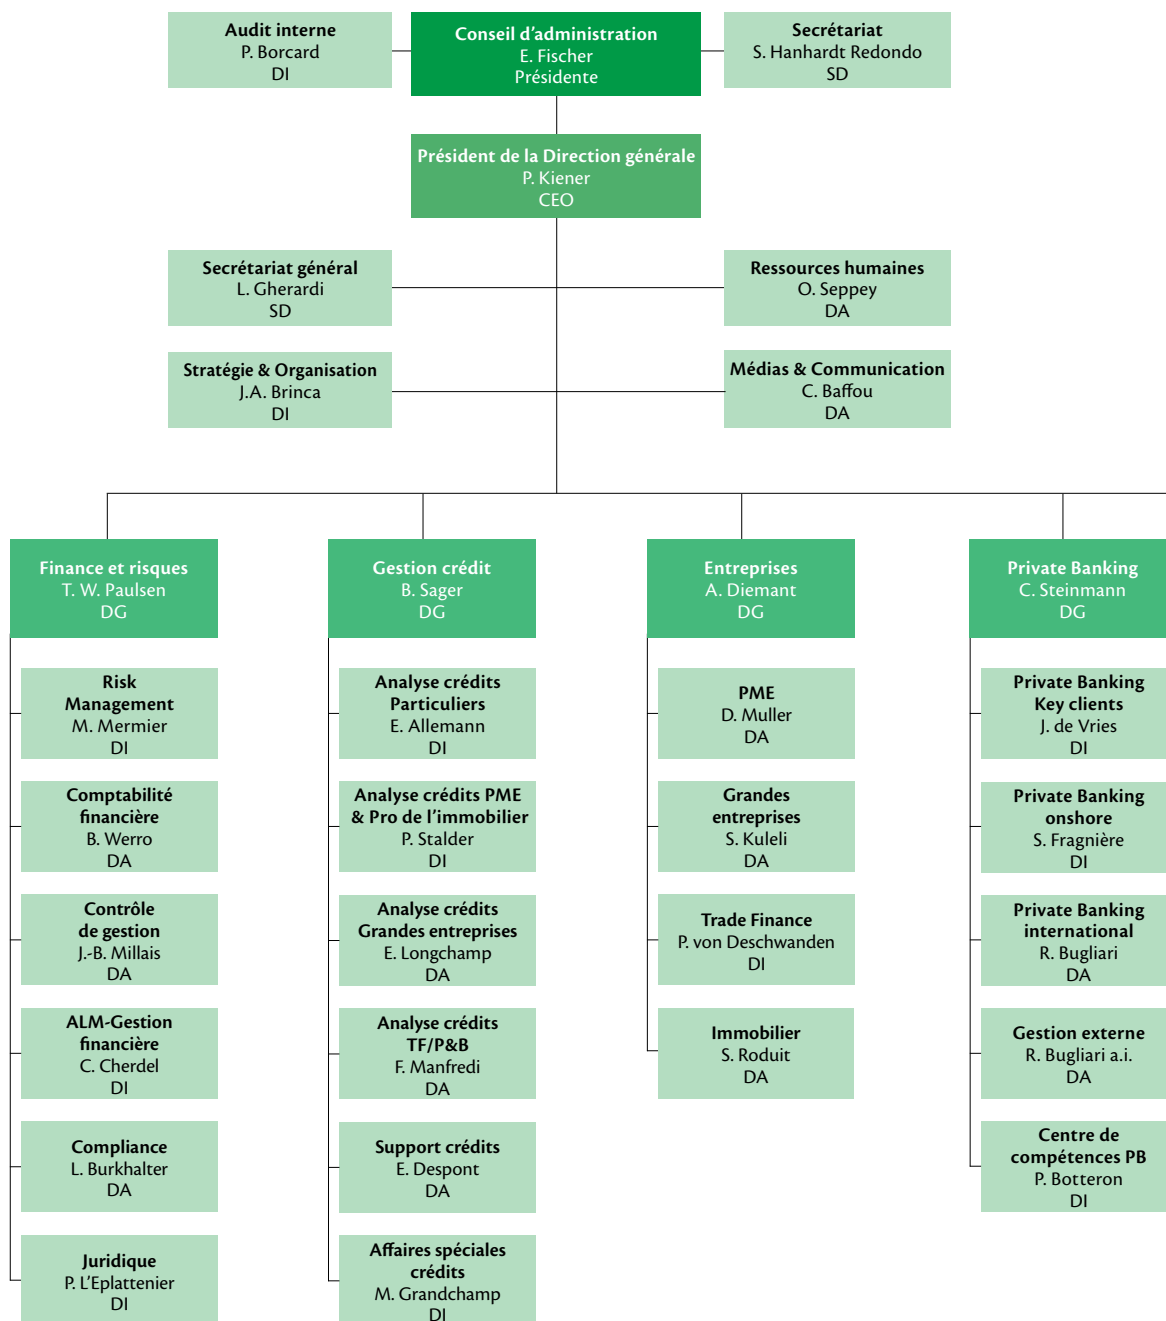 Audit interne
P. Borcard
DI
Conseil d’administration
E. Fischer
Présidente
Secrétariat
S. Hanhardt Redondo
SD
Président de la Direction générale
P. Kiener
CEO
Secrétariat général
L. Gherardi
SD
Ressources humaines
O. Seppey
DA
Stratégie & Organisation
J.A. Brinca
DI
Médias & Communication
C. Baffou
DA
Finance et risques
T. W. Paulsen
DG
Gestion crédit
B. Sager
DG
Entreprises
A. Diemant
DG
Private Banking
C. Steinmann
DG
Risk
Management
M. Mermier
DI
Comptabilité
financière
B. Werro
DA
Contrôle
de gestion
J.-B. Millais
DA
ALM-Gestion
financière
C. Cherdel
DI
Compliance
L. Burkhalter
DA
Juridique
P. L’Eplattenier
DI
Analyse crédits
Particuliers
E. Allemann
DI
Analyse crédits PME
& Pro de l’immobilier
P. Stalder
DI
Analyse crédits
Grandes entreprises
E. Longchamp
DA
Analyse crédits
TF/P&B
F. Manfredi
DA
Support crédits
E. Despont
DA
Affaires spéciales
crédits
M. Grandchamp
DI
PME
D. Muller
DA
Grandes
entreprises
S. Kuleli
DA
Trade Finance
P. von Deschwanden
DI
Immobilier
S. Roduit
DA
Private Banking
Key clients
J. de Vries
DI
Private Banking
onshore
S. Fragnière
DI
Private Banking
international
R. Bugliari
DA
Gestion externe
R. Bugliari a.i.
DA
Centre de
compétences PB
P. Botteron
DI